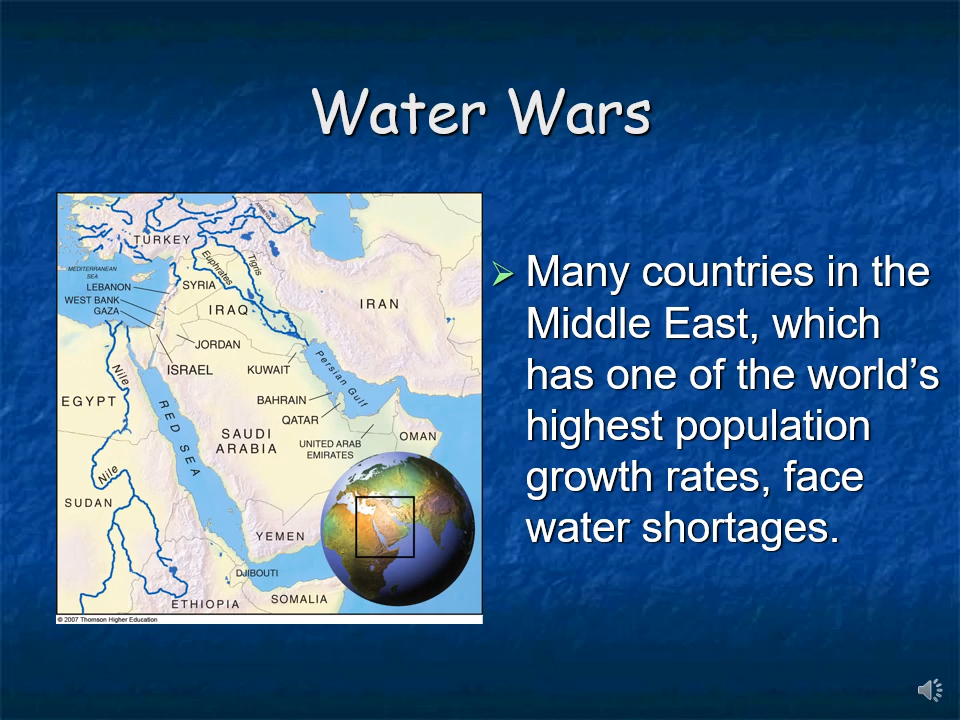 Water Wars
TURKEY
ARMENIA
MEDITERRANEAN
SEA
LEBANON
WEST BANK
GAZA
SYRIA
Euphrates
Tigris
IRAQ
IRAN
JORDAN
ISRAEL
KUWAIT
Persian Gulf
Nile
EGYPT
RED SEA
BAHRAIN
QATAR
SAUDI
ARABIA
UNITED ARAB
EMIRATES
OMAN
Nile
SUDAN
YEMEN
DJIBOUTI
ETHIOPIA
SOMALIA
© 2007 Thomson Higher Education
Many countries in the
Middle East, which
has one of the world’s
highest population
growth rates, face
water shortages.